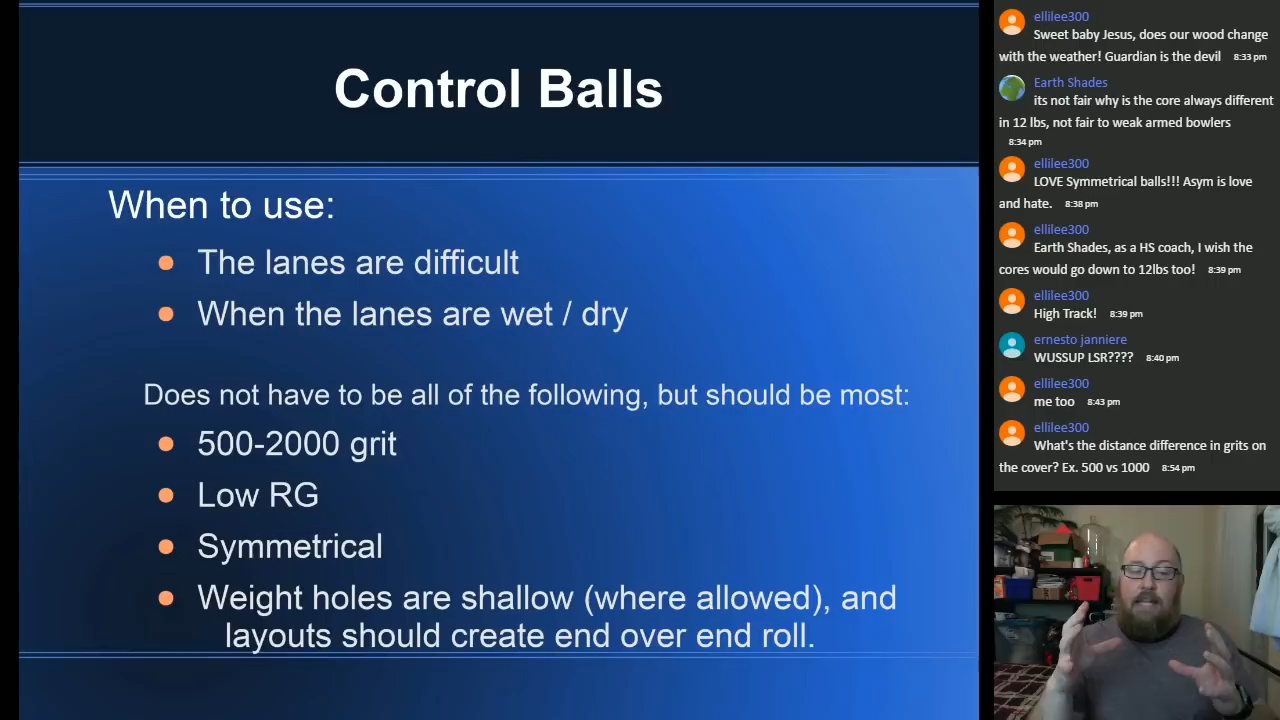 Control Balls
When to use:
The lanes are difficult
When the lanes are wet / dry
Does not have to be all of the following, but should be most:
500-2000 grit
Low RG
Symmetrical
Weight holes are shallow (where allowed), and
layouts should create end over end roll.
ellilee300
Sweet baby Jesus, does our wood change
with the weather! Guardian is the devil 8:33 pm
Earth Shades
its not fair why is the core always different
in 12 lbs, not fair to weak armed bowlers
8:34 pm
ellilee300
LOVE Symmetrical balls!!! Asym is love
and hate. 8:38 pm
ellilee300
Earth Shades, as a HS coach, I wish the
cores would go down to 12lbs too! 8:39 pm
ellilee300
High Track! 8:39 pm
ernesto janniere
WUSSUP LSR???? 8:40 pm
ellilee300
me too 8:43 pm
ellilee300
What's the distance difference in grits on
the cover? Ex. 500 vs 1000 8:54 pm